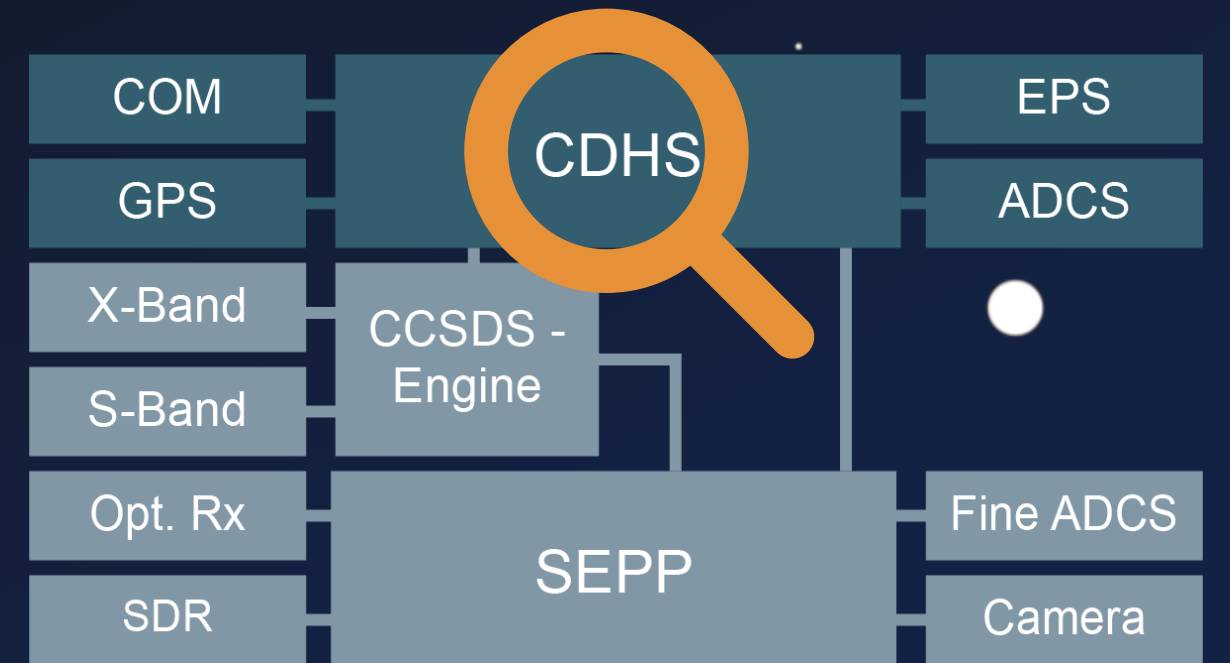 COM
CDHS
EPS
GPS
ADCS
X-Band
CCSDS -
Engine
S-Band
Opt. Rx
SEPP
Fine ADCS
SDR
Camera